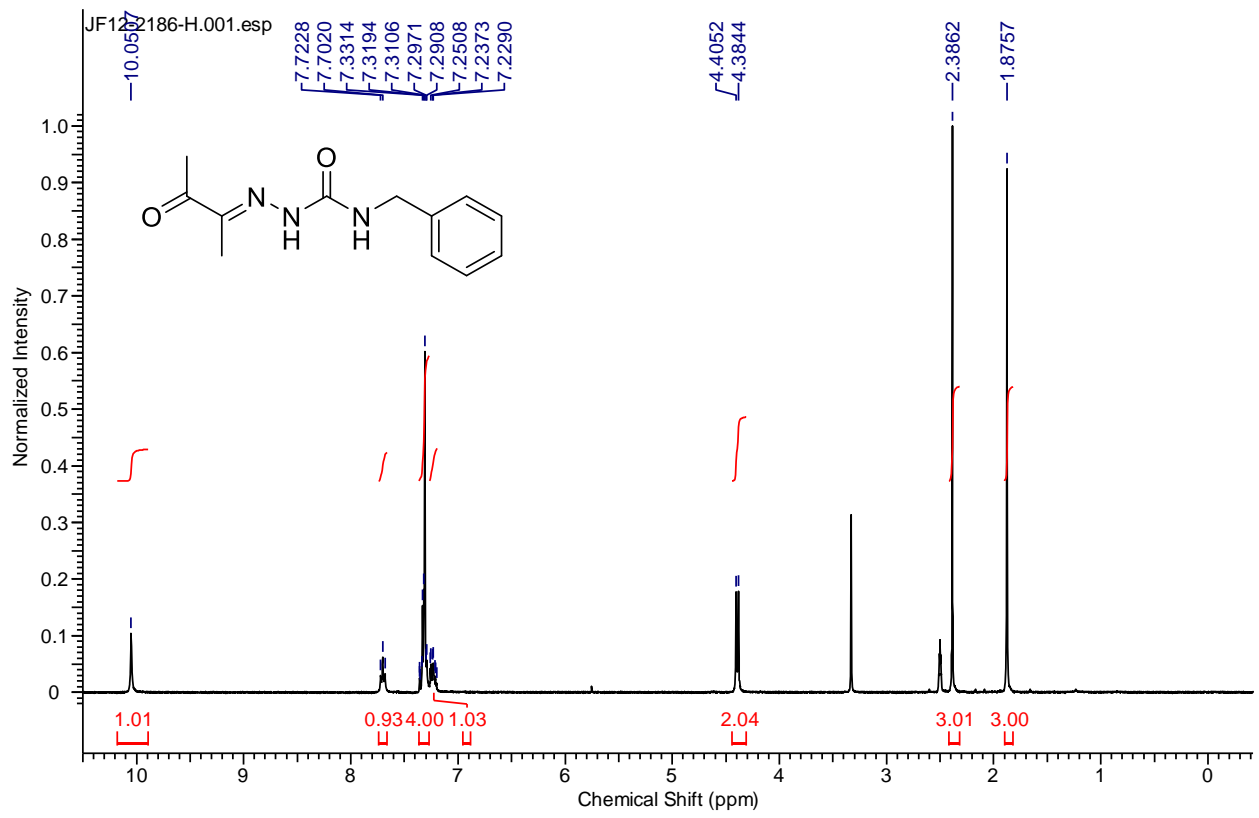 JF12-2186-H.001.esp
10.0507
7.7228
7.7020
7.3314
7.3194
7.3106
7.2971
7.2908
7.2508
7.2373
7.2290
4.4052
4.3844
2.3862
1.8757
Normalized Intensity
1.0
0.9
0.8
0.7
0.6
0.5
0.4
0.3
0.2
0.1
0
O
N
N
H
O
N
H
1.01 0.93 4.00 1.03 2.04 3.01 3.00
10 9 8 7 6 5 4 3 2 1 0
Chemical Shift (ppm)